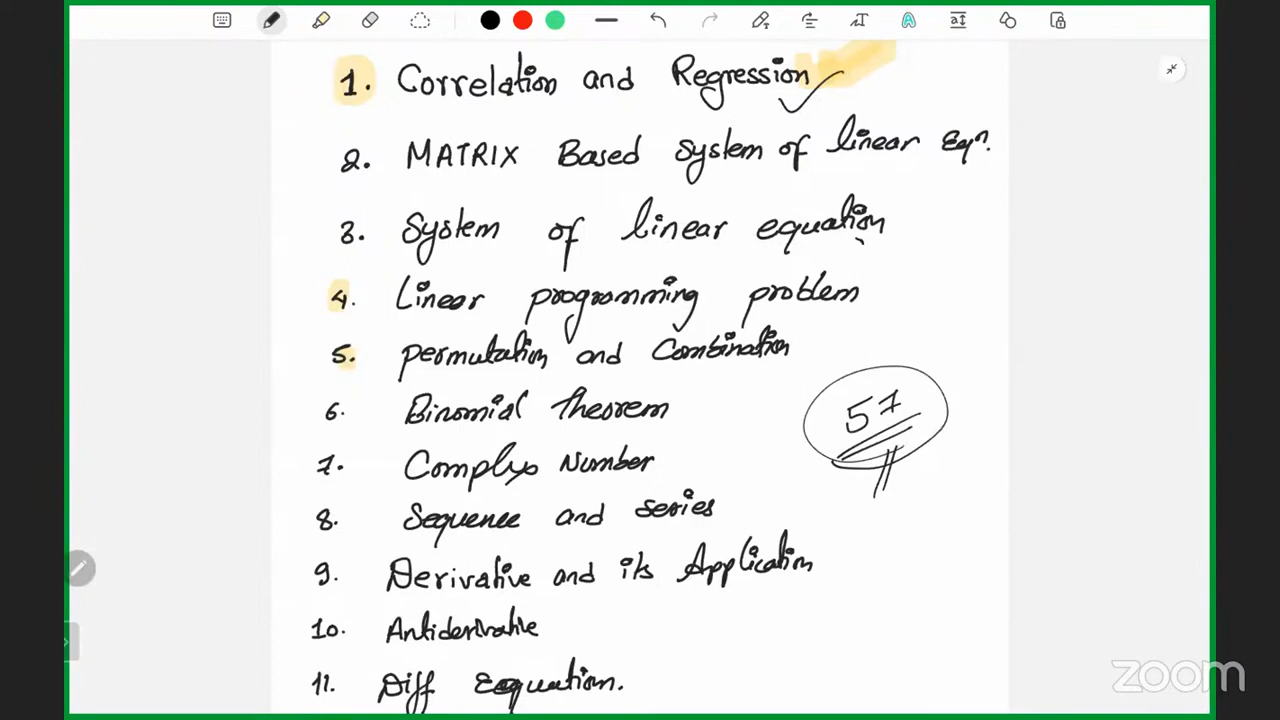 1. Correlation and Regression
2. MATRIX Based System of linear Eqn.
3. System of linear equation
4. Linear programming problem
5. Permutation and Combination
6. Binomial theorem
57
7. Complex Number
8. Sequence and series
9. Derivative and its Application
10. Antiderivative
11. Diff Equation.
zoom